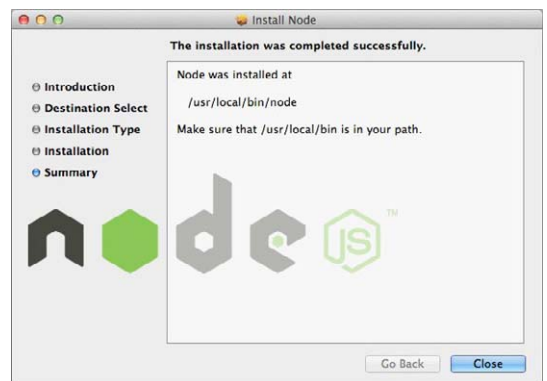 Install Node
The installation was completed successfully.
Introduction
Destination Select
Installation Type
Installation
Summary
Node was installed at
/usr/local/bin/node
Make sure that /usr/local/bin is in your path.
node
JS
TM
Go Back
Close